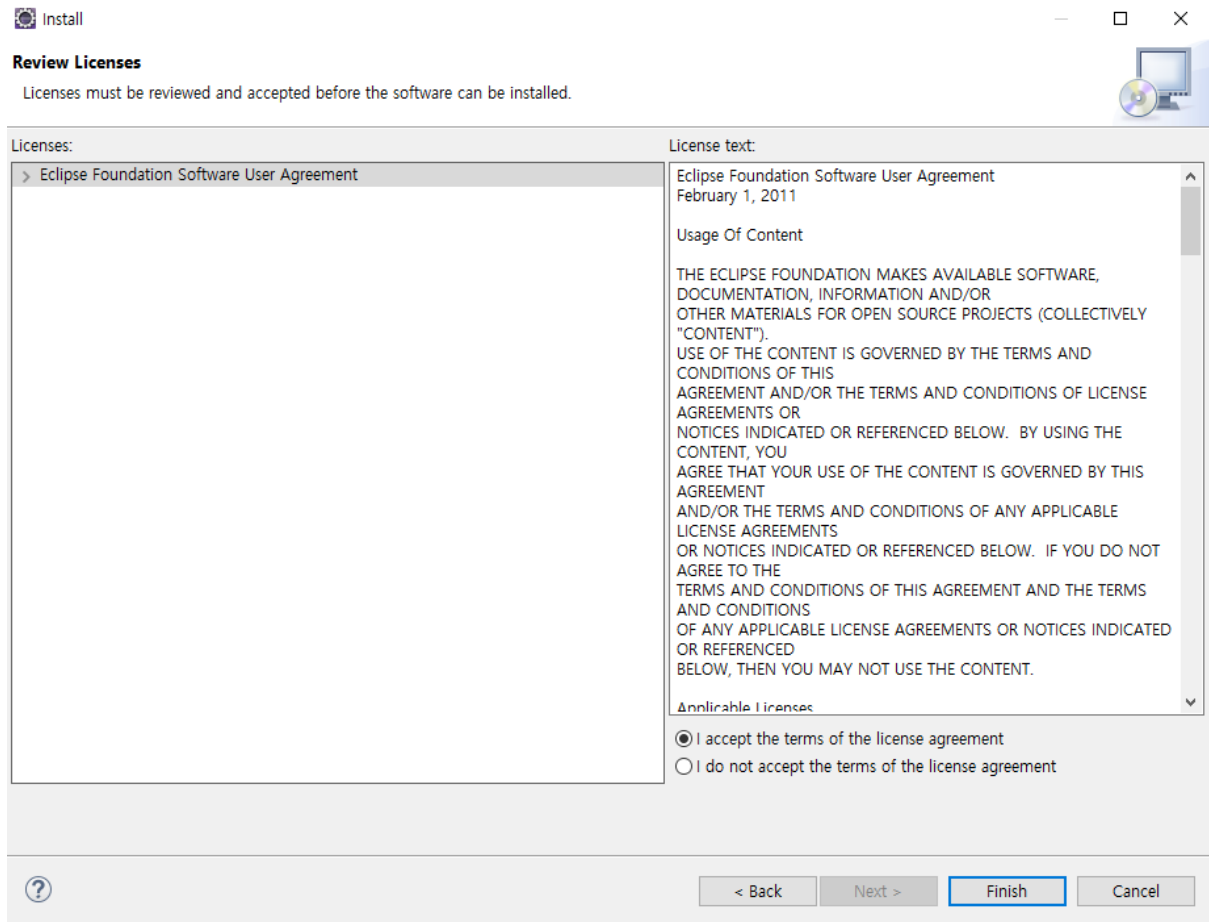 Install
Review Licenses
Licenses must be reviewed and accepted before the software can be installed.
Licenses:
Eclipse Foundation Software User Agreement
License text:
Eclipse Foundation Software User Agreement
February 1, 2011
Usage Of Content
THE ECLIPSE FOUNDATION MAKES AVAILABLE SOFTWARE,
DOCUMENTATION, INFORMATION AND/OR
OTHER MATERIALS FOR OPEN SOURCE PROJECTS (COLLECTIVELY
"CONTENT").
USE OF THE CONTENT IS GOVERNED BY THE TERMS AND
CONDITIONS OF THIS
AGREEMENT AND/OR THE TERMS AND CONDITIONS OF LICENSE
AGREEMENTS OR
NOTICES INDICATED OR REFERENCED BELOW.  BY USING THE
CONTENT, YOU
AGREE THAT YOUR USE OF THE CONTENT IS GOVERNED BY THIS
AGREEMENT
AND/OR THE TERMS AND CONDITIONS OF ANY APPLICABLE
LICENSE AGREEMENTS
OR NOTICES INDICATED OR REFERENCED BELOW.  IF YOU DO NOT
AGREE TO THE
TERMS AND CONDITIONS OF THIS AGREEMENT AND THE TERMS
AND CONDITIONS
OF ANY APPLICABLE LICENSE AGREEMENTS OR NOTICES INDICATED
OR REFERENCED
BELOW, THEN YOU MAY NOT USE THE CONTENT.
Applicable Licenses
I accept the terms of the license agreement
I do not accept the terms of the license agreement
?
< Back
Next >
Finish
Cancel